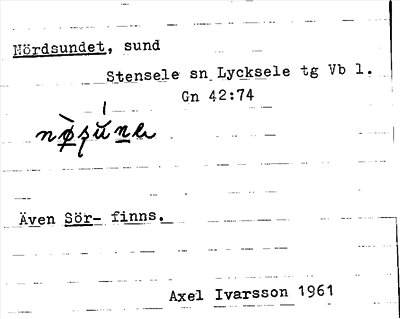 Nördsundet, sund
Stensele sn Lycksele tg Vb l.
Gn 42:74
Även Sör- finns.
Axel Ivarsson 1961